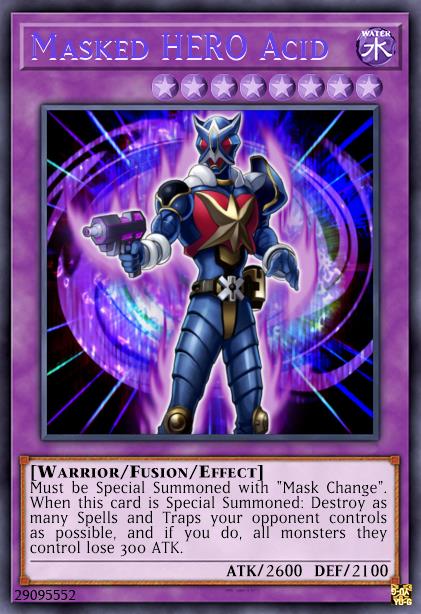 MASKED HERO ACID
WATER
水
[WARRIOR/FUSION/EFFECT]
Must be Special Summoned with "Mask Change".
When this card is Special Summoned: Destroy as
many Spells and Traps your opponent controls
as possible, and if you do, all monsters they
control lose 300 ATK.
ATK/2600 DEF/2100
29095552